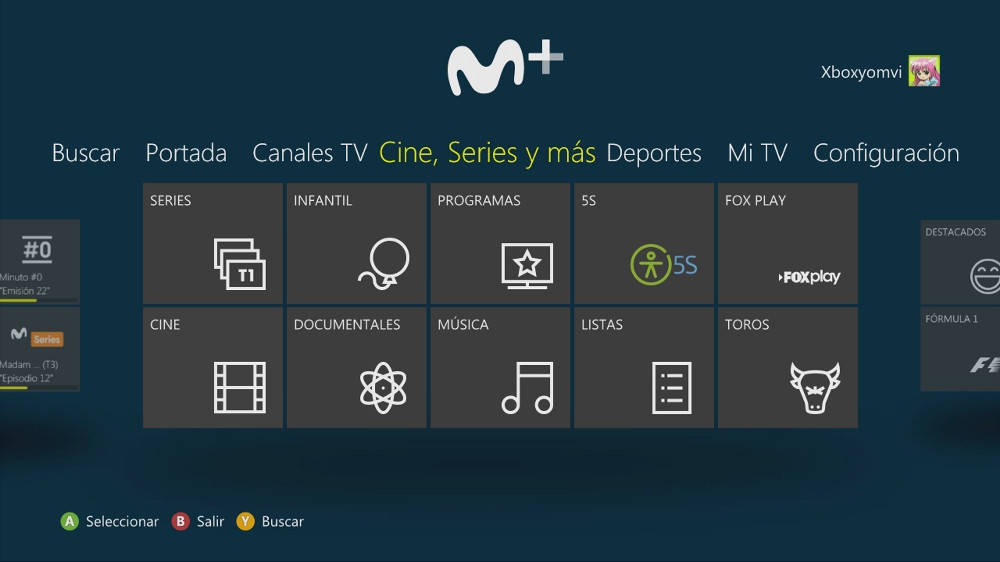 M+
Xboxyomvi
Buscar Portada Canales TV Cine, Series y más Deportes Mi TV Configuración
SERIES INFANTIL PROGRAMAS 5S FOX PLAY
T1 5S FOXplay
CINE DOCUMENTALES MÚSICA LISTAS TOROS
#0
Minuto #0
"Emisión 22"
Series
Madam ... (T3)
"Episodio 12"
DESTACADOS
FÓRMULA 1
F1
A Seleccionar B Salir Y Buscar